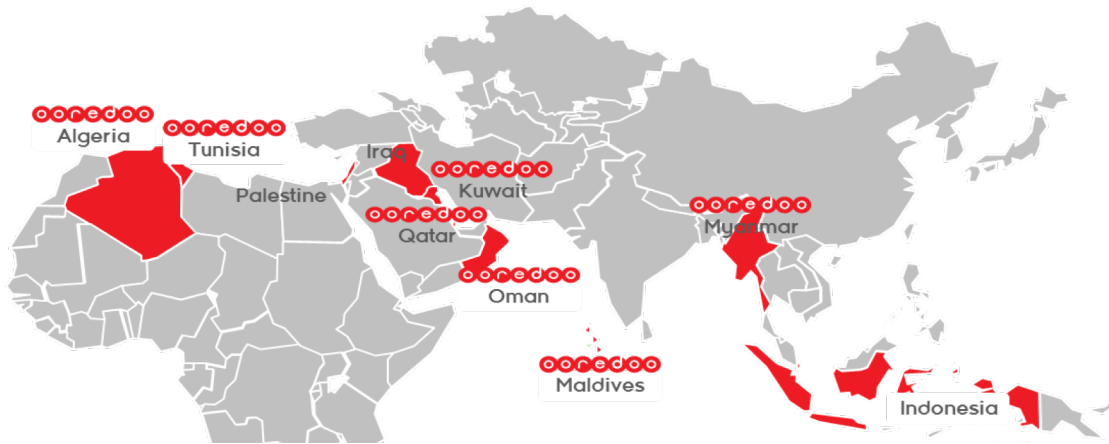 ooredoo
Algeria
ooredoo
Tunisia
Iraq
ooredoo
Kuwait
Palestine
ooredoo
Qatar
ooredoo
Myanmar
ooredoo
Oman
ooredoo
Maldives
Indonesia